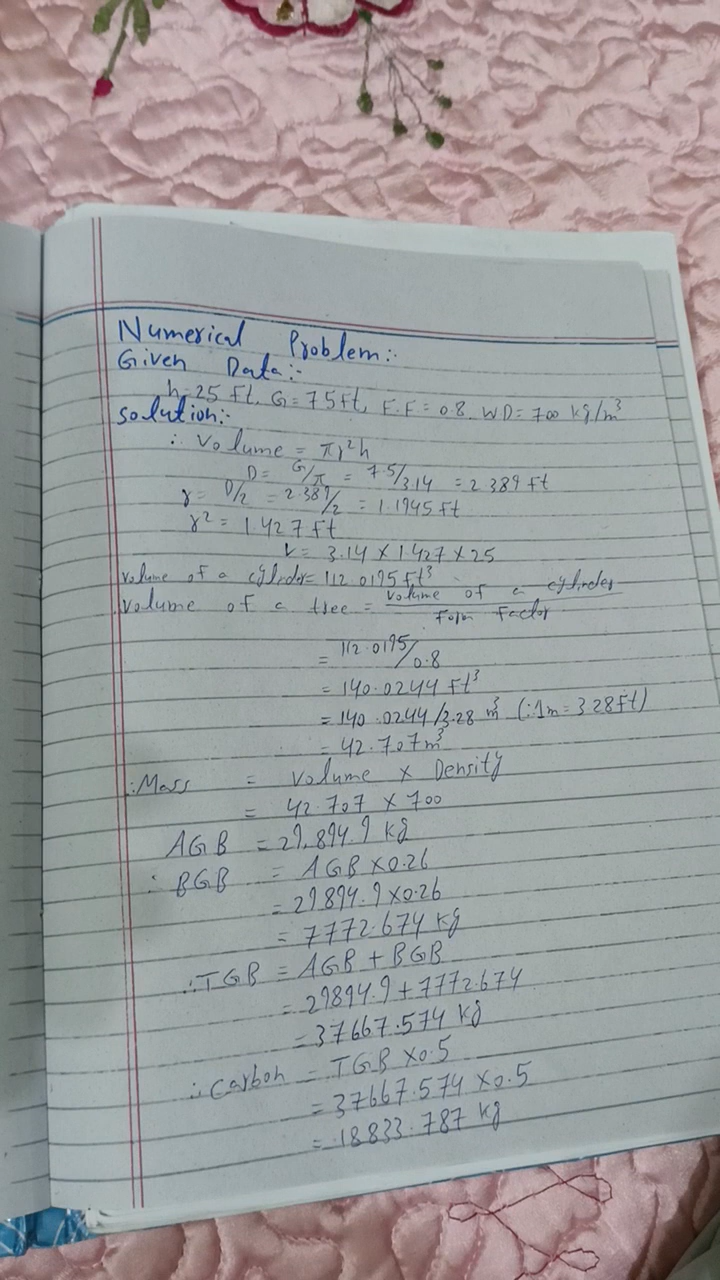 Numerical Problem:-
Given Data:-
h=25 ft, G=7.5ft, F.F=0.8, WD=700 kg/m³
Solution:-
∴ Volume = πr²h
D= G/π = 7.5/3.14 = 2.389 ft
r= D/2 = 2.389/2 = 1.1945 ft
r² = 1.427 ft
V= 3.14 × 1.427 × 25
Volume of a cylinder= 112.0195 ft³
Volume of a tree = Volume of a cylinder / Form Factor
= 112.0195/0.8
= 140.0244 ft³
= 140.0244/3.28 m³ (∵1m=3.28ft)
= 42.707 m³
∴Mass = Volume × Density
= 42.707 × 700
AGB = 29,894.9 kg
∴ BGB = AGB ×0.26
= 29894.9 ×0.26
= 7772.674 kg
∴TGB = AGB + BGB
= 29894.9+7772.674
= 37667.574 kg
∴Carbon = TGB ×0.5
= 37667.574 ×0.5
= 18833.787 kg